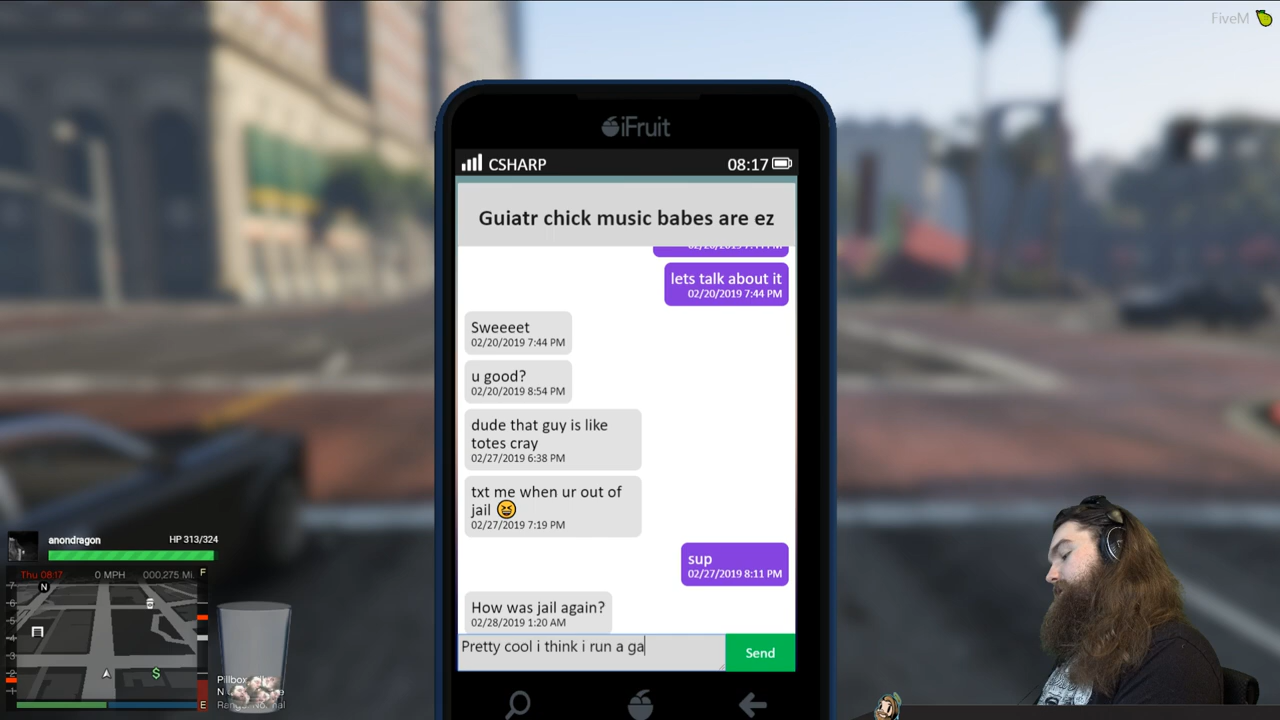 FiveM
iFruit
CSHARP 08:17
Guiatr chick music babes are ez
lets talk about it
02/20/2019 7:44 PM
Sweeeet
02/20/2019 7:44 PM
u good?
02/20/2019 8:54 PM
dude that guy is like
totes cray
02/27/2019 6:38 PM
txt me when ur out of
jail 😆
02/27/2019 7:19 PM
sup
02/27/2019 8:11 PM
How was jail again?
02/28/2019 1:20 AM
Pretty cool i think i run a ga
Send
anondragon HP 313/324
Thu 08:17 0 MPH 000,275 Mi. F
N
$
E